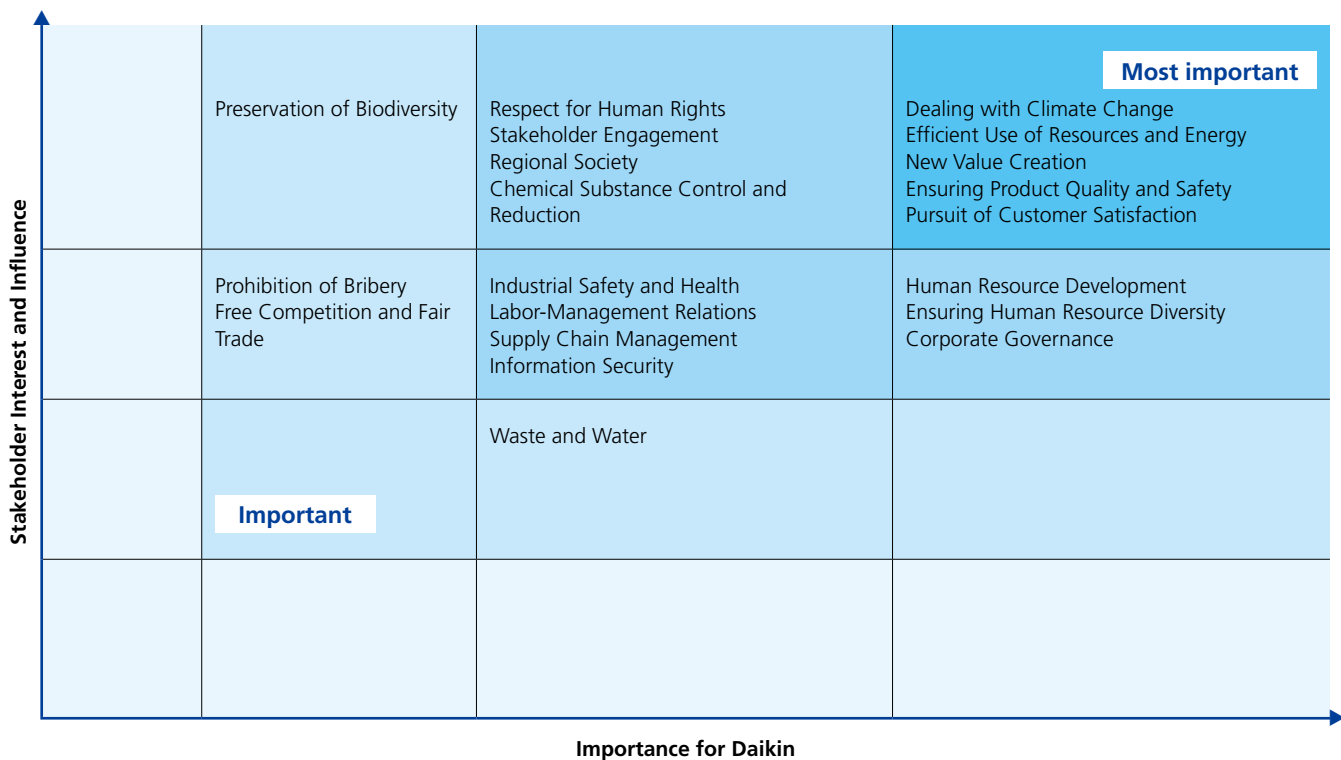 Stakeholder Interest and Influence
Most important
Preservation of Biodiversity
Respect for Human Rights
Stakeholder Engagement
Regional Society
Chemical Substance Control and
Reduction
Dealing with Climate Change
Efficient Use of Resources and Energy
New Value Creation
Ensuring Product Quality and Safety
Pursuit of Customer Satisfaction
Prohibition of Bribery
Free Competition and Fair
Trade
Industrial Safety and Health
Labor-Management Relations
Supply Chain Management
Information Security
Human Resource Development
Ensuring Human Resource Diversity
Corporate Governance
Important
Waste and Water
Importance for Daikin